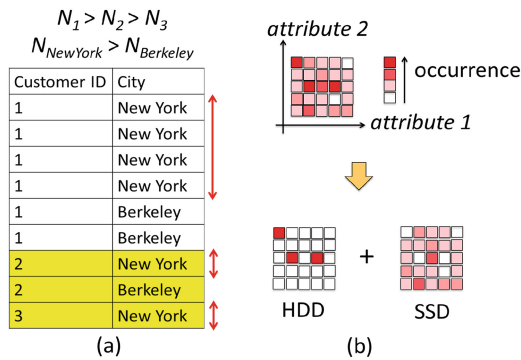 N1 > N2 > N3
NNewYork > NBerkeley
Customer ID City
1 New York
1 New York
1 New York
1 New York
1 Berkeley
1 Berkeley
2 New York
2 Berkeley
3 New York
(a)
attribute 2
occurrence
attribute 1
+
HDD SSD
(b)